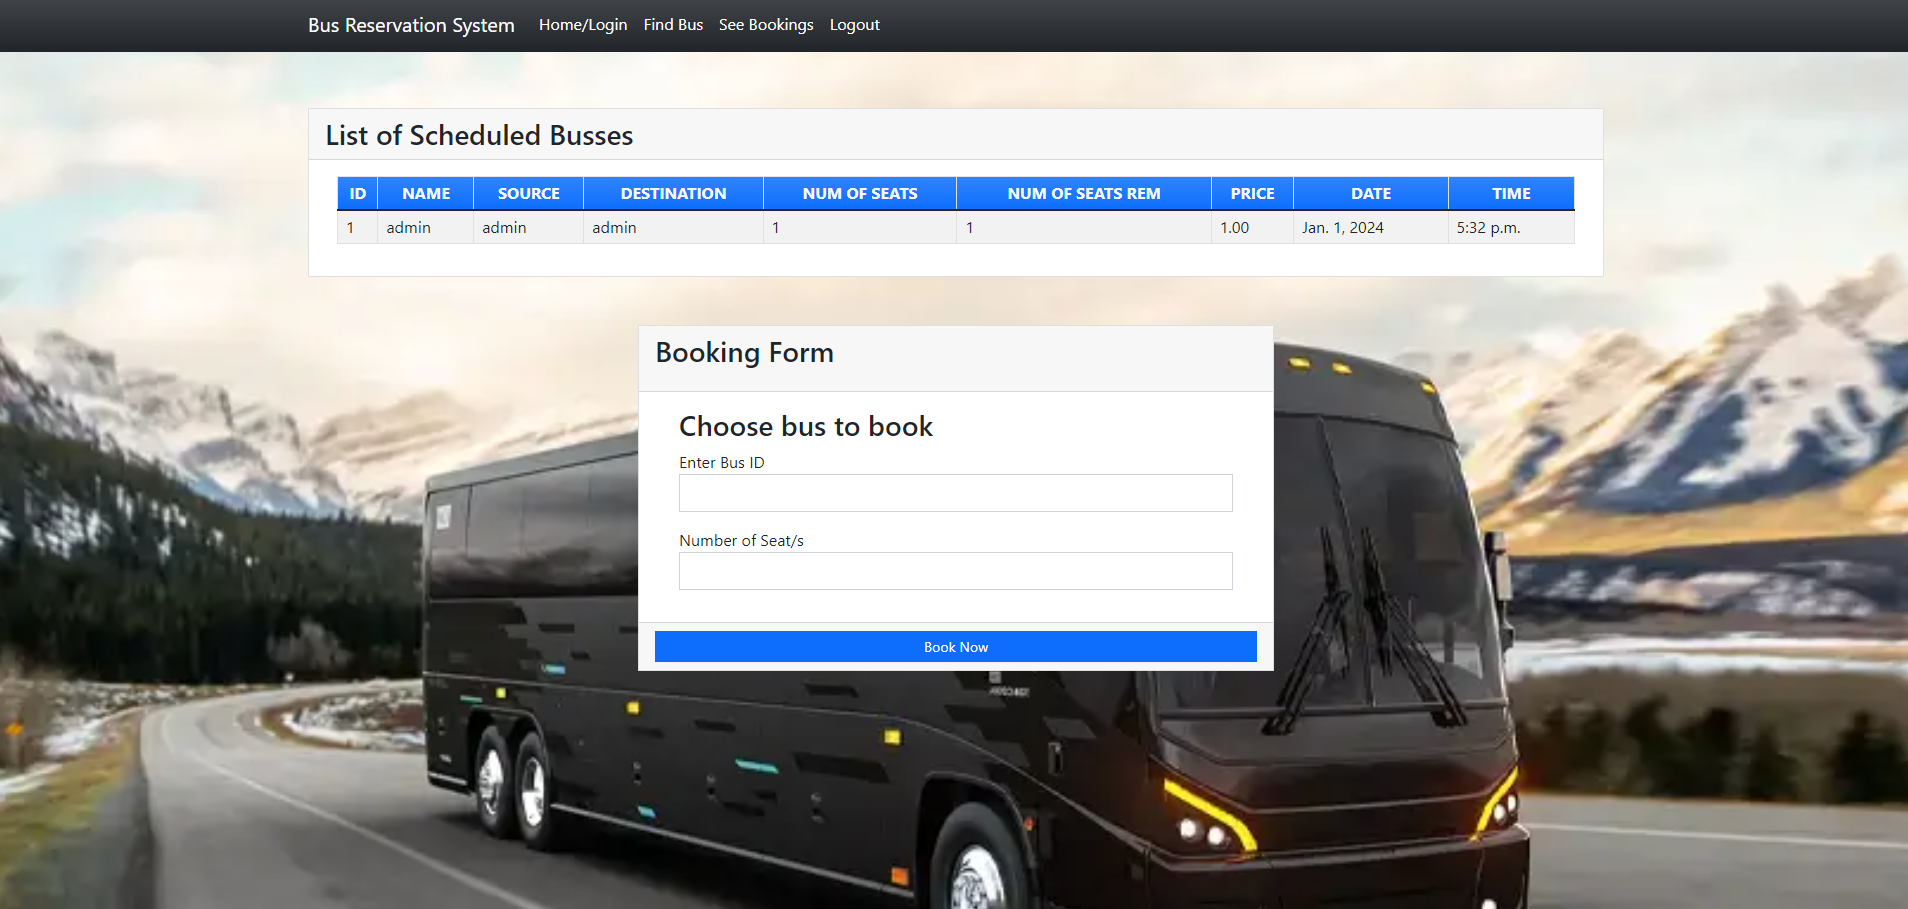 Bus Reservation System Home/Login Find Bus See Bookings Logout
List of Scheduled Busses
ID NAME SOURCE DESTINATION NUM OF SEATS NUM OF SEATS REM PRICE DATE TIME
1 admin admin admin 1 1 1.00 Jan. 1, 2024 5:32 p.m.
Booking Form
Choose bus to book
Enter Bus ID
Number of Seat/s
Book Now